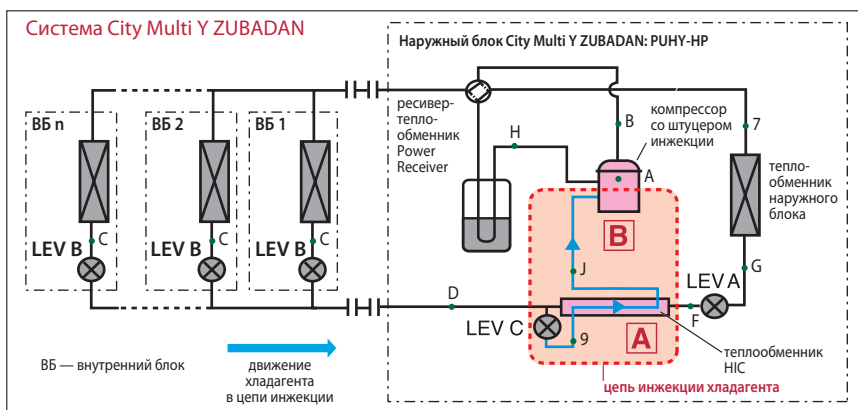 Система City Multi Y ZUBADAN
Наружный блок City Multi Y ZUBADAN: PUHY-HP
ВБ n
ВБ 2
ВБ 1
ресивер-
тепло-
обменник
Power
Receiver
H
B
компрессор
со штуцером
инжекции
A
7
тепло-
обменник
наружного
блока
B
LEV B
C
LEV B
C
LEV B
C
J
G
LEV A
D
F
LEV C
9
A
теплообменник
HIC
ВБ — внутренний блок
движение
хладагента
в цепи инжекции
цепь инжекции хладагента